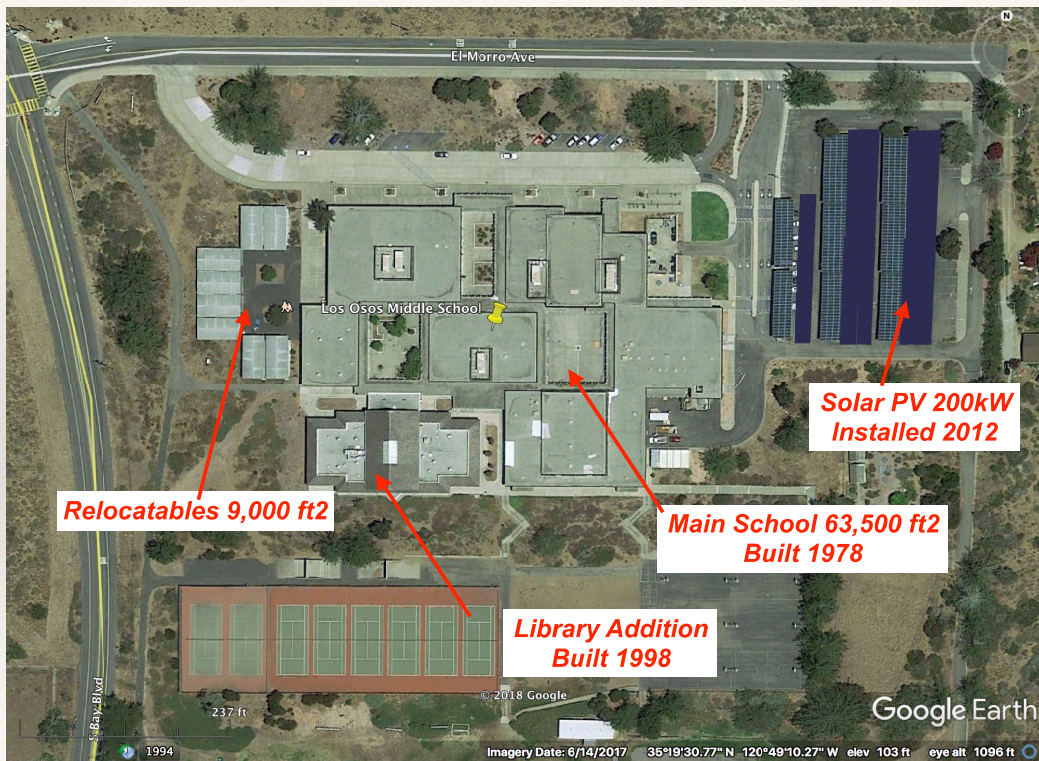 N
El Morro Ave
Los Osos Middle School
Solar PV 200kW
Installed 2012
Relocatables 9,000 ft2
Main School 63,500 ft2
Built 1978
Library Addition
Built 1998
© 2018 Google
S Bay Blvd
237 ft
Google Earth
1994
Imagery Date: 6/14/2017 35°19'30.77" N 120°49'10.27" W elev 103 ft eye alt 1096 ft